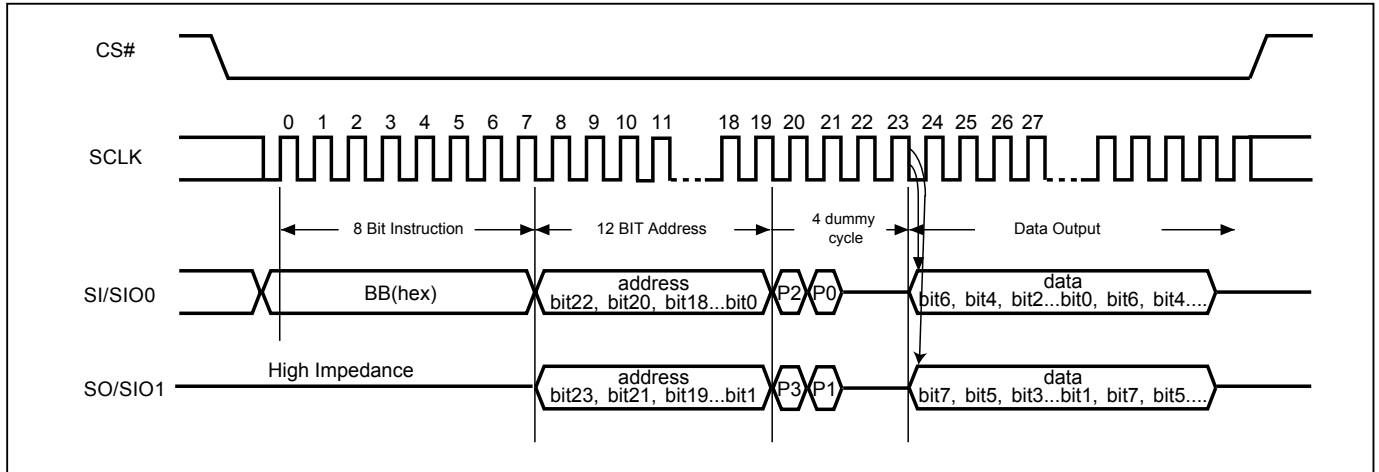 CS#
0 1 2 3 4 5 6 7 8 9 10 11 18 19 20 21 22 23 24 25 26 27
SCLK
8 Bit Instruction
12 BIT Address
4 dummy
cycle
Data Output
SI/SIO0
BB(hex)
address
bit22, bit20, bit18...bit0
P2
P0
data
bit6, bit4, bit2...bit0, bit6, bit4....
High Impedance
SO/SIO1
address
bit23, bit21, bit19...bit1
P3
P1
data
bit7, bit5, bit3...bit1, bit7, bit5....